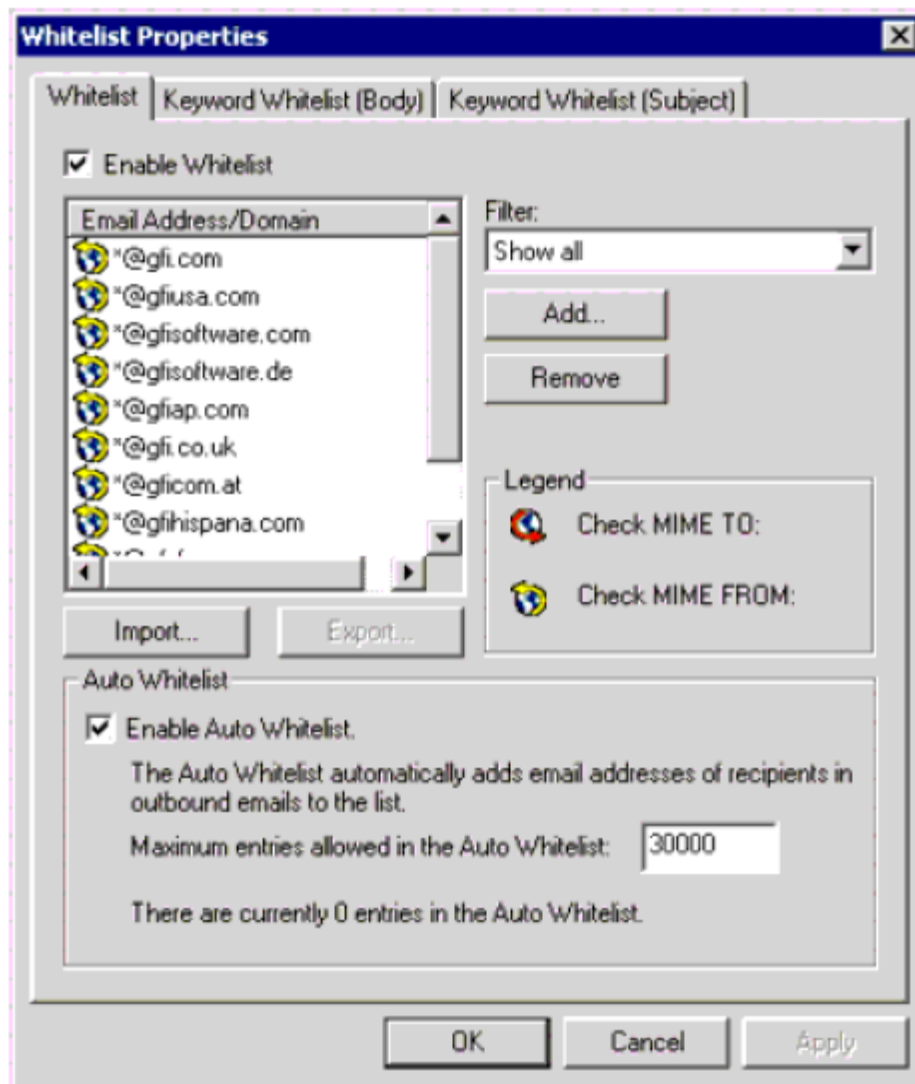 Whitelist Properties
Whitelist
Keyword Whitelist (Body)
Keyword Whitelist (Subject)
Enable Whitelist
Email Address/Domain
*@gfi.com
*@gfiusa.com
*@gfisoftware.com
*@gfisoftware.de
*@gfiap.com
*@gfi.co.uk
*@gficom.at
*@gfihispana.com
Import...
Export...
Filter:
Show all
Add...
Remove
Legend
Check MIME TO:
Check MIME FROM:
Auto Whitelist
Enable Auto Whitelist.
The Auto Whitelist automatically adds email addresses of recipients in
outbound emails to the list.
Maximum entries allowed in the Auto Whitelist: 30000
There are currently 0 entries in the Auto Whitelist.
OK
Cancel
Apply